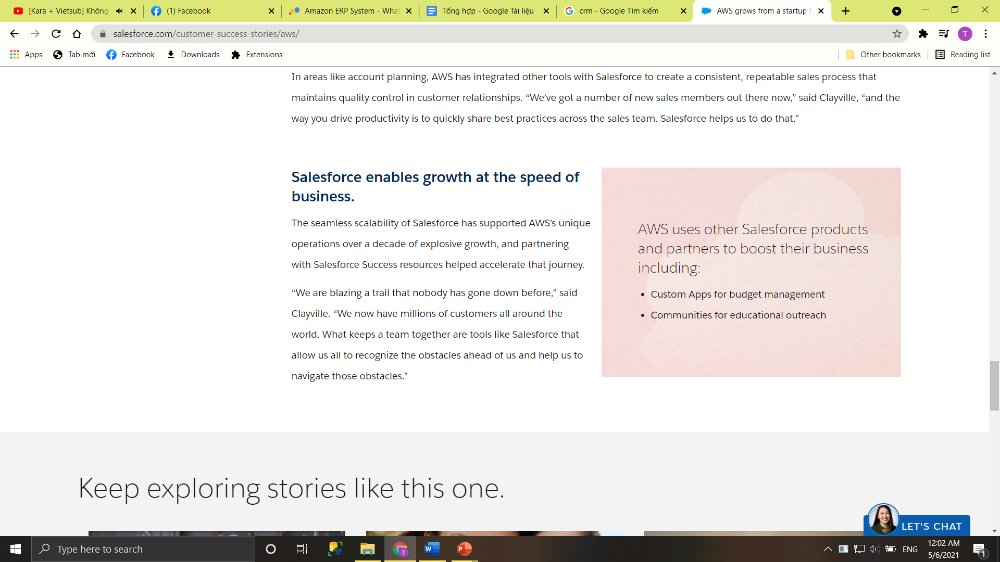 [Kara + Vietsub] Không
(1) Facebook
Amazon ERP System - What
Tổng hợp - Google Tài liệu
crm - Google Tìm kiếm
AWS grows from a startup t
salesforce.com/customer-success-stories/aws/
T
Apps
Tab mới
Facebook
Downloads
Extensions
Other bookmarks
Reading list
In areas like account planning, AWS has integrated other tools with Salesforce to create a consistent, repeatable sales process that
maintains quality control in customer relationships. “We’ve got a number of new sales members out there now,” said Clayville, “and the
way you drive productivity is to quickly share best practices across the sales team. Salesforce helps us to do that.”
Salesforce enables growth at the speed of
business.
The seamless scalability of Salesforce has supported AWS’s unique
operations over a decade of explosive growth, and partnering
with Salesforce Success resources helped accelerate that journey.
“We are blazing a trail that nobody has gone down before,” said
Clayville. “We now have millions of customers all around the
world. What keeps a team together are tools like Salesforce that
allow us all to recognize the obstacles ahead of us and help us to
navigate those obstacles.”
AWS uses other Salesforce products
and partners to boost their business
including:
• Custom Apps for budget management
• Communities for educational outreach
Keep exploring stories like this one.
LET'S CHAT
Type here to search
T
W
P
ENG
12:02 AM
5/6/2021
1